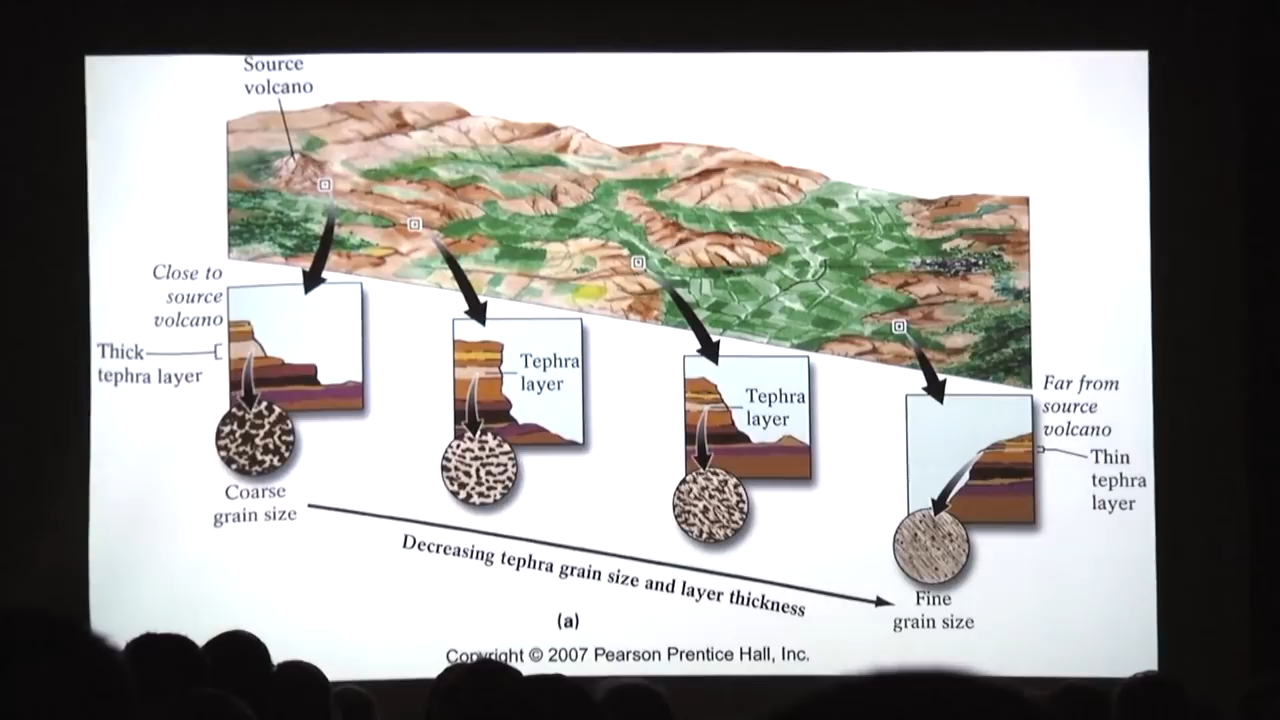 Source
volcano
Close to
source
volcano
Thick
tephra layer
Tephra
layer
Tephra
layer
Far from
source
volcano
Thin
tephra
layer
Coarse
grain size
Decreasing tephra grain size and layer thickness
Fine
grain size
(a)
Copyright © 2007 Pearson Prentice Hall, Inc.